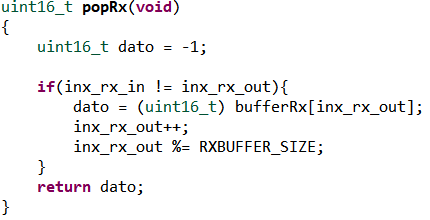 uint16_t popRx(void)
{
    uint16_t dato = -1;

    if(inx_rx_in != inx_rx_out){
        dato = (uint16_t) bufferRx[inx_rx_out];
        inx_rx_out++;
        inx_rx_out %= RXBUFFER_SIZE;
    }
    return dato;
}